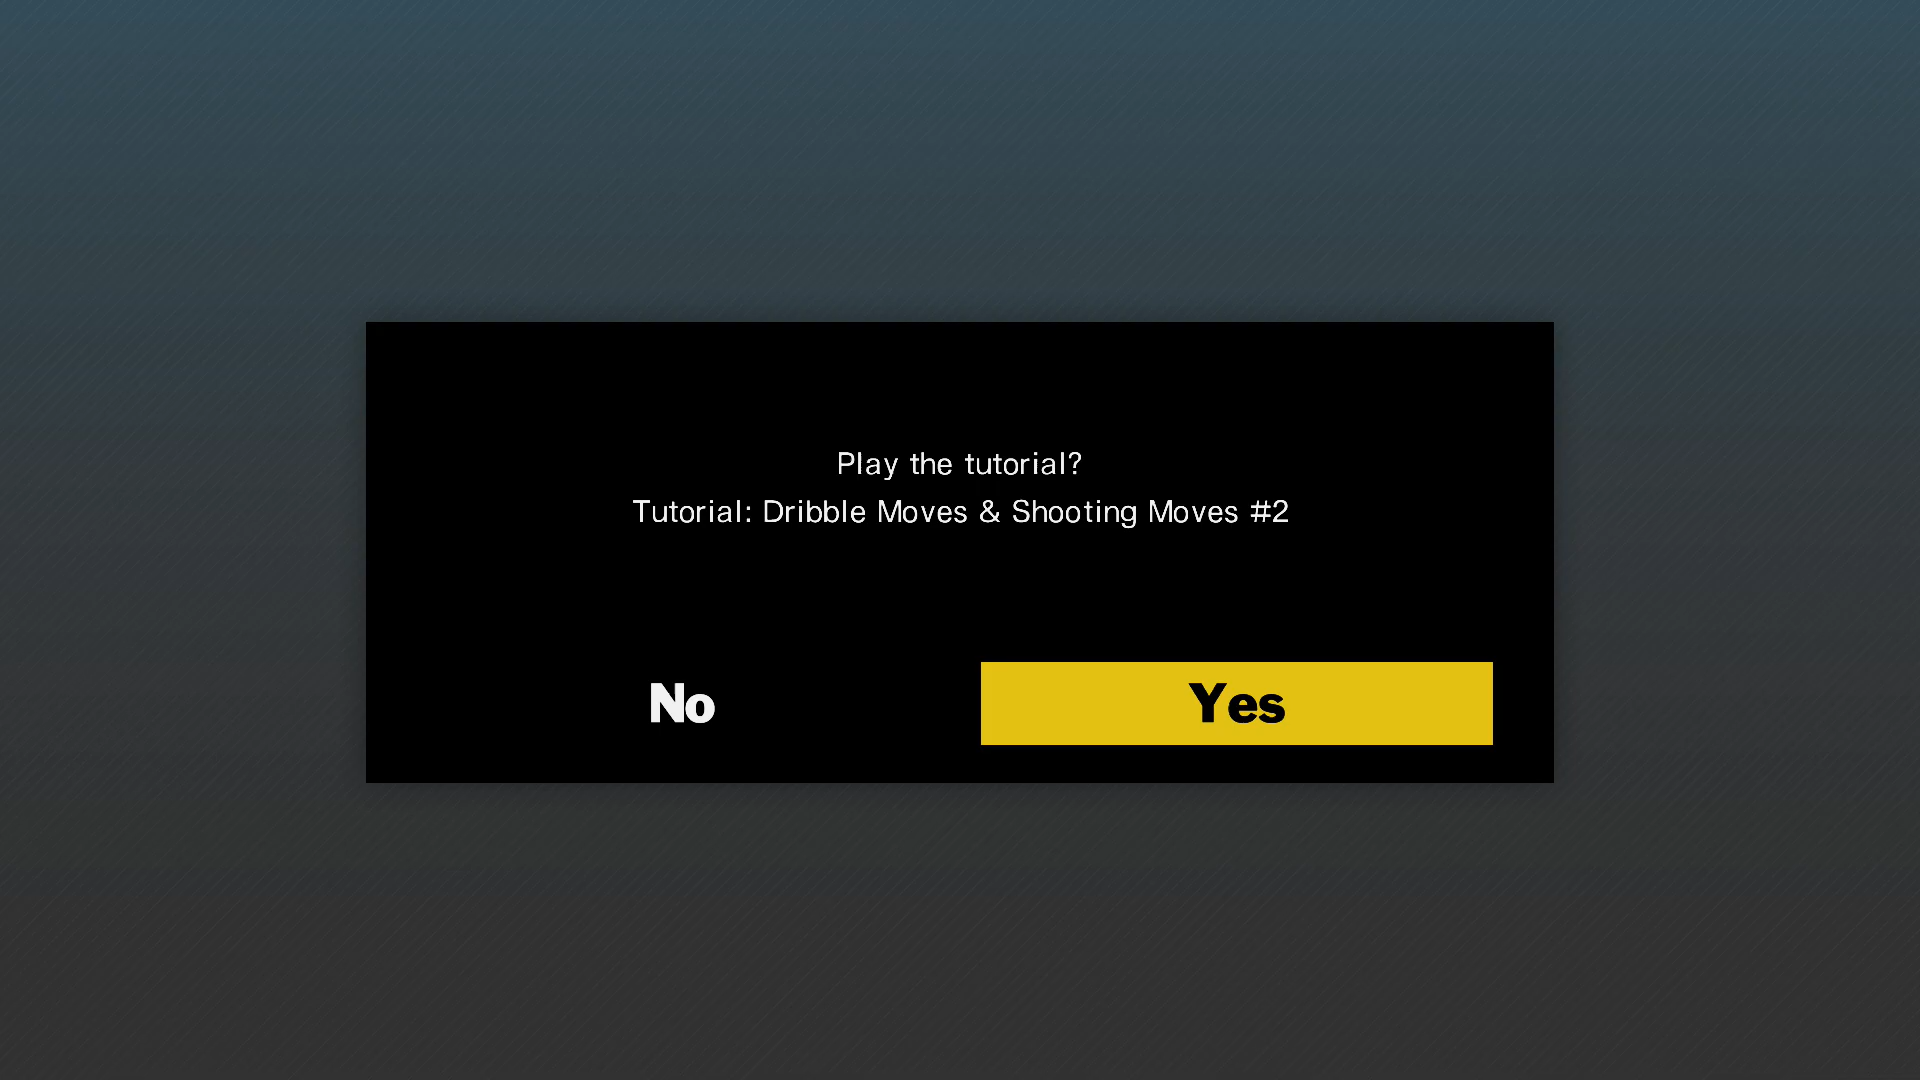 Play the tutorial?
Tutorial: Dribble Moves & Shooting Moves #2
No
Yes